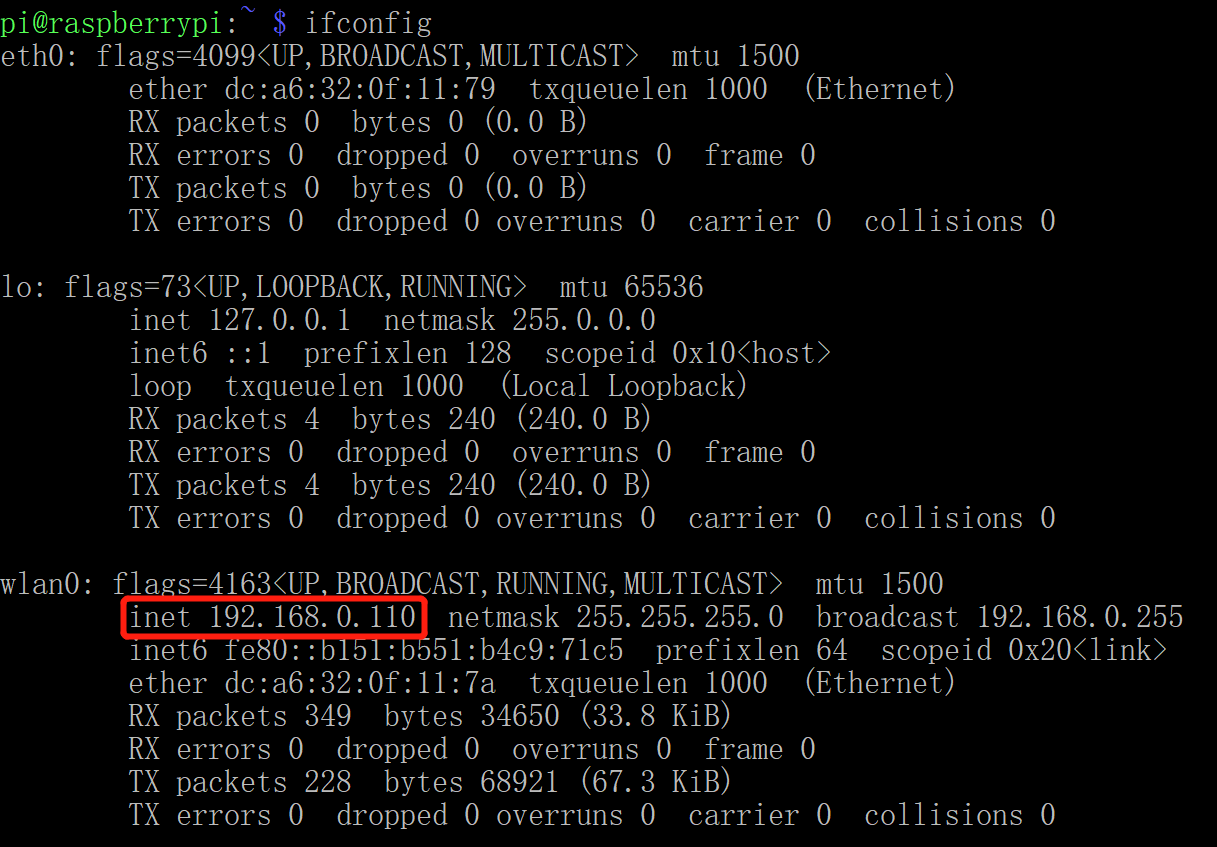 pi@raspberrypi:~ $ ifconfig
eth0: flags=4099<UP,BROADCAST,MULTICAST>  mtu 1500
        ether dc:a6:32:0f:11:79  txqueuelen 1000  (Ethernet)
        RX packets 0  bytes 0 (0.0 B)
        RX errors 0  dropped 0  overruns 0  frame 0
        TX packets 0  bytes 0 (0.0 B)
        TX errors 0  dropped 0 overruns 0  carrier 0  collisions 0

lo: flags=73<UP,LOOPBACK,RUNNING>  mtu 65536
        inet 127.0.0.1  netmask 255.0.0.0
        inet6 ::1  prefixlen 128  scopeid 0x10<host>
        loop  txqueuelen 1000  (Local Loopback)
        RX packets 4  bytes 240 (240.0 B)
        RX errors 0  dropped 0  overruns 0  frame 0
        TX packets 4  bytes 240 (240.0 B)
        TX errors 0  dropped 0 overruns 0  carrier 0  collisions 0

wlan0: flags=4163<UP,BROADCAST,RUNNING,MULTICAST>  mtu 1500
        inet 192.168.0.110  netmask 255.255.255.0  broadcast 192.168.0.255
        inet6 fe80::b151:b551:b4c9:71c5  prefixlen 64  scopeid 0x20<link>
        ether dc:a6:32:0f:11:7a  txqueuelen 1000  (Ethernet)
        RX packets 349  bytes 34650 (33.8 KiB)
        RX errors 0  dropped 0  overruns 0  frame 0
        TX packets 228  bytes 68921 (67.3 KiB)
        TX errors 0  dropped 0 overruns 0  carrier 0  collisions 0